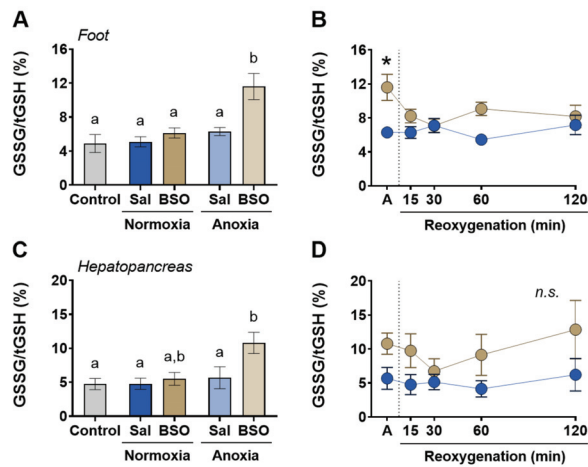 A
Foot
GSSG/tGSH (%)
16
12
8
4
0
a
a
a
a
b
Control
Sal
BSO
Sal
BSO
Normoxia
Anoxia
B
GSSG/tGSH (%)
16
12
8
4
0
*
A
15
30
60
120
Reoxygenation (min)
C
Hepatopancreas
GSSG/tGSH (%)
20
15
10
5
0
a
a
a,b
a
b
Control
Sal
BSO
Sal
BSO
Normoxia
Anoxia
D
GSSG/tGSH (%)
20
15
10
5
0
n.s.
A
15
30
60
120
Reoxygenation (min)